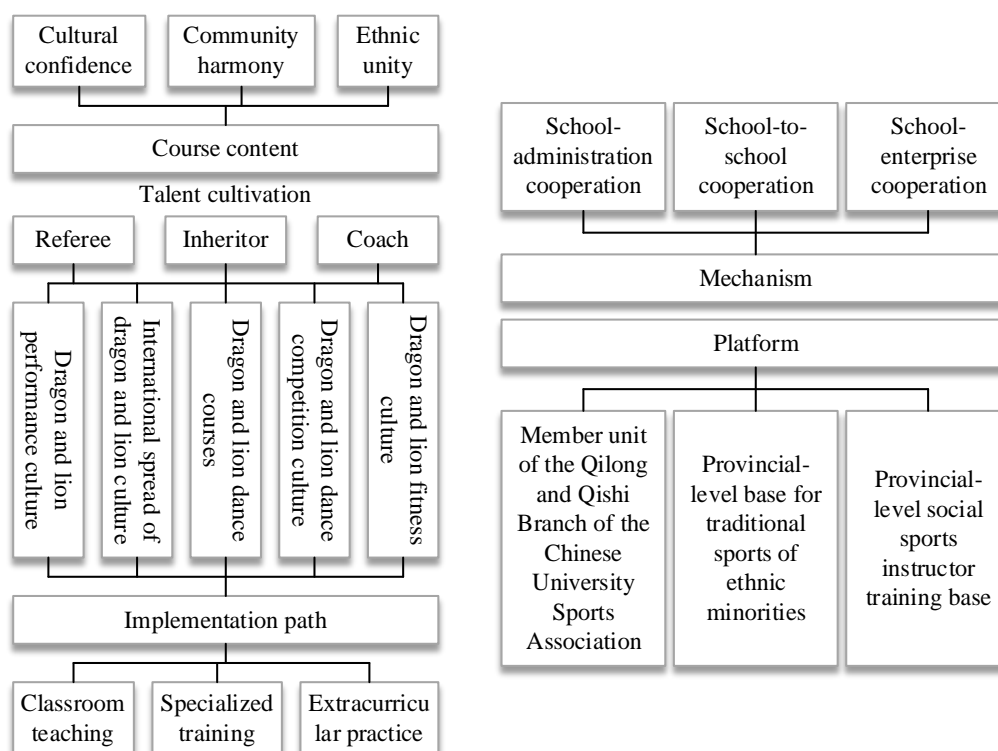 Cultural
confidence
Community
harmony
Ethnic
unity
Course content
Talent cultivation
Referee
Inheritor
Coach
Dragon and lion
performance culture
International spread of
dragon and lion culture
Dragon and lion dance
courses
Dragon and lion dance
competition culture
Dragon and lion fitness
culture
Implementation path
Classroom
teaching
Specialized
training
Extracurricu
lar practice
School-
administration
cooperation
School-to-
school
cooperation
School-
enterprise
cooperation
Mechanism
Platform
Member unit
of the Qilong
and Qishi
Branch of the
Chinese
University
Sports
Association
Provincial-
level base for
traditional
sports of
ethnic
minorities
Provincial-
level social
sports
instructor
training base